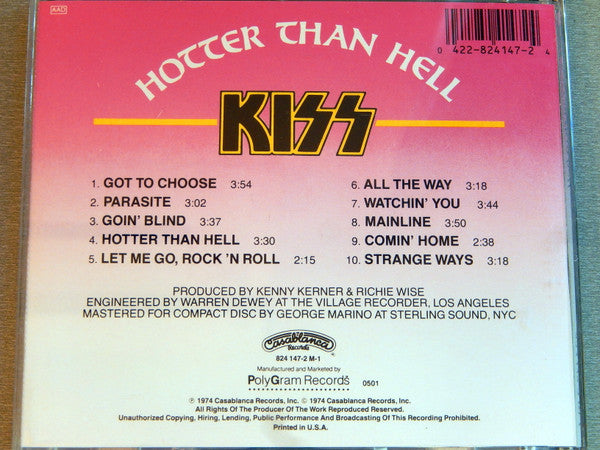 AAD
HOTTER THAN HELL
0 422-824147-2 4
KISS
1. GOT TO CHOOSE 3:54
2. PARASITE 3:02
3. GOIN' BLIND 3:37
4. HOTTER THAN HELL 3:30
5. LET ME GO, ROCK 'N ROLL 2:15
6. ALL THE WAY 3:18
7. WATCHIN' YOU 3:44
8. MAINLINE 3:50
9. COMIN' HOME 2:38
10. STRANGE WAYS 3:18
PRODUCED BY KENNY KERNER & RICHIE WISE
ENGINEERED BY WARREN DEWEY AT THE VILLAGE RECORDER, LOS ANGELES
MASTERED FOR COMPACT DISC BY GEORGE MARINO AT STERLING SOUND, NYC
Casablanca
Records
824 147-2 M-1
Manufactured and Marketed by
PolyGram Records 0501
℗ 1974 Casablanca Records, Inc. © 1974 Casablanca Records, Inc.
All Rights Of The Producer Of The Work Reproduced Reserved.
Unauthorized Copying, Hiring, Lending, Public Performance And Broadcasting Of This Recording Prohibited.
Printed in U.S.A.